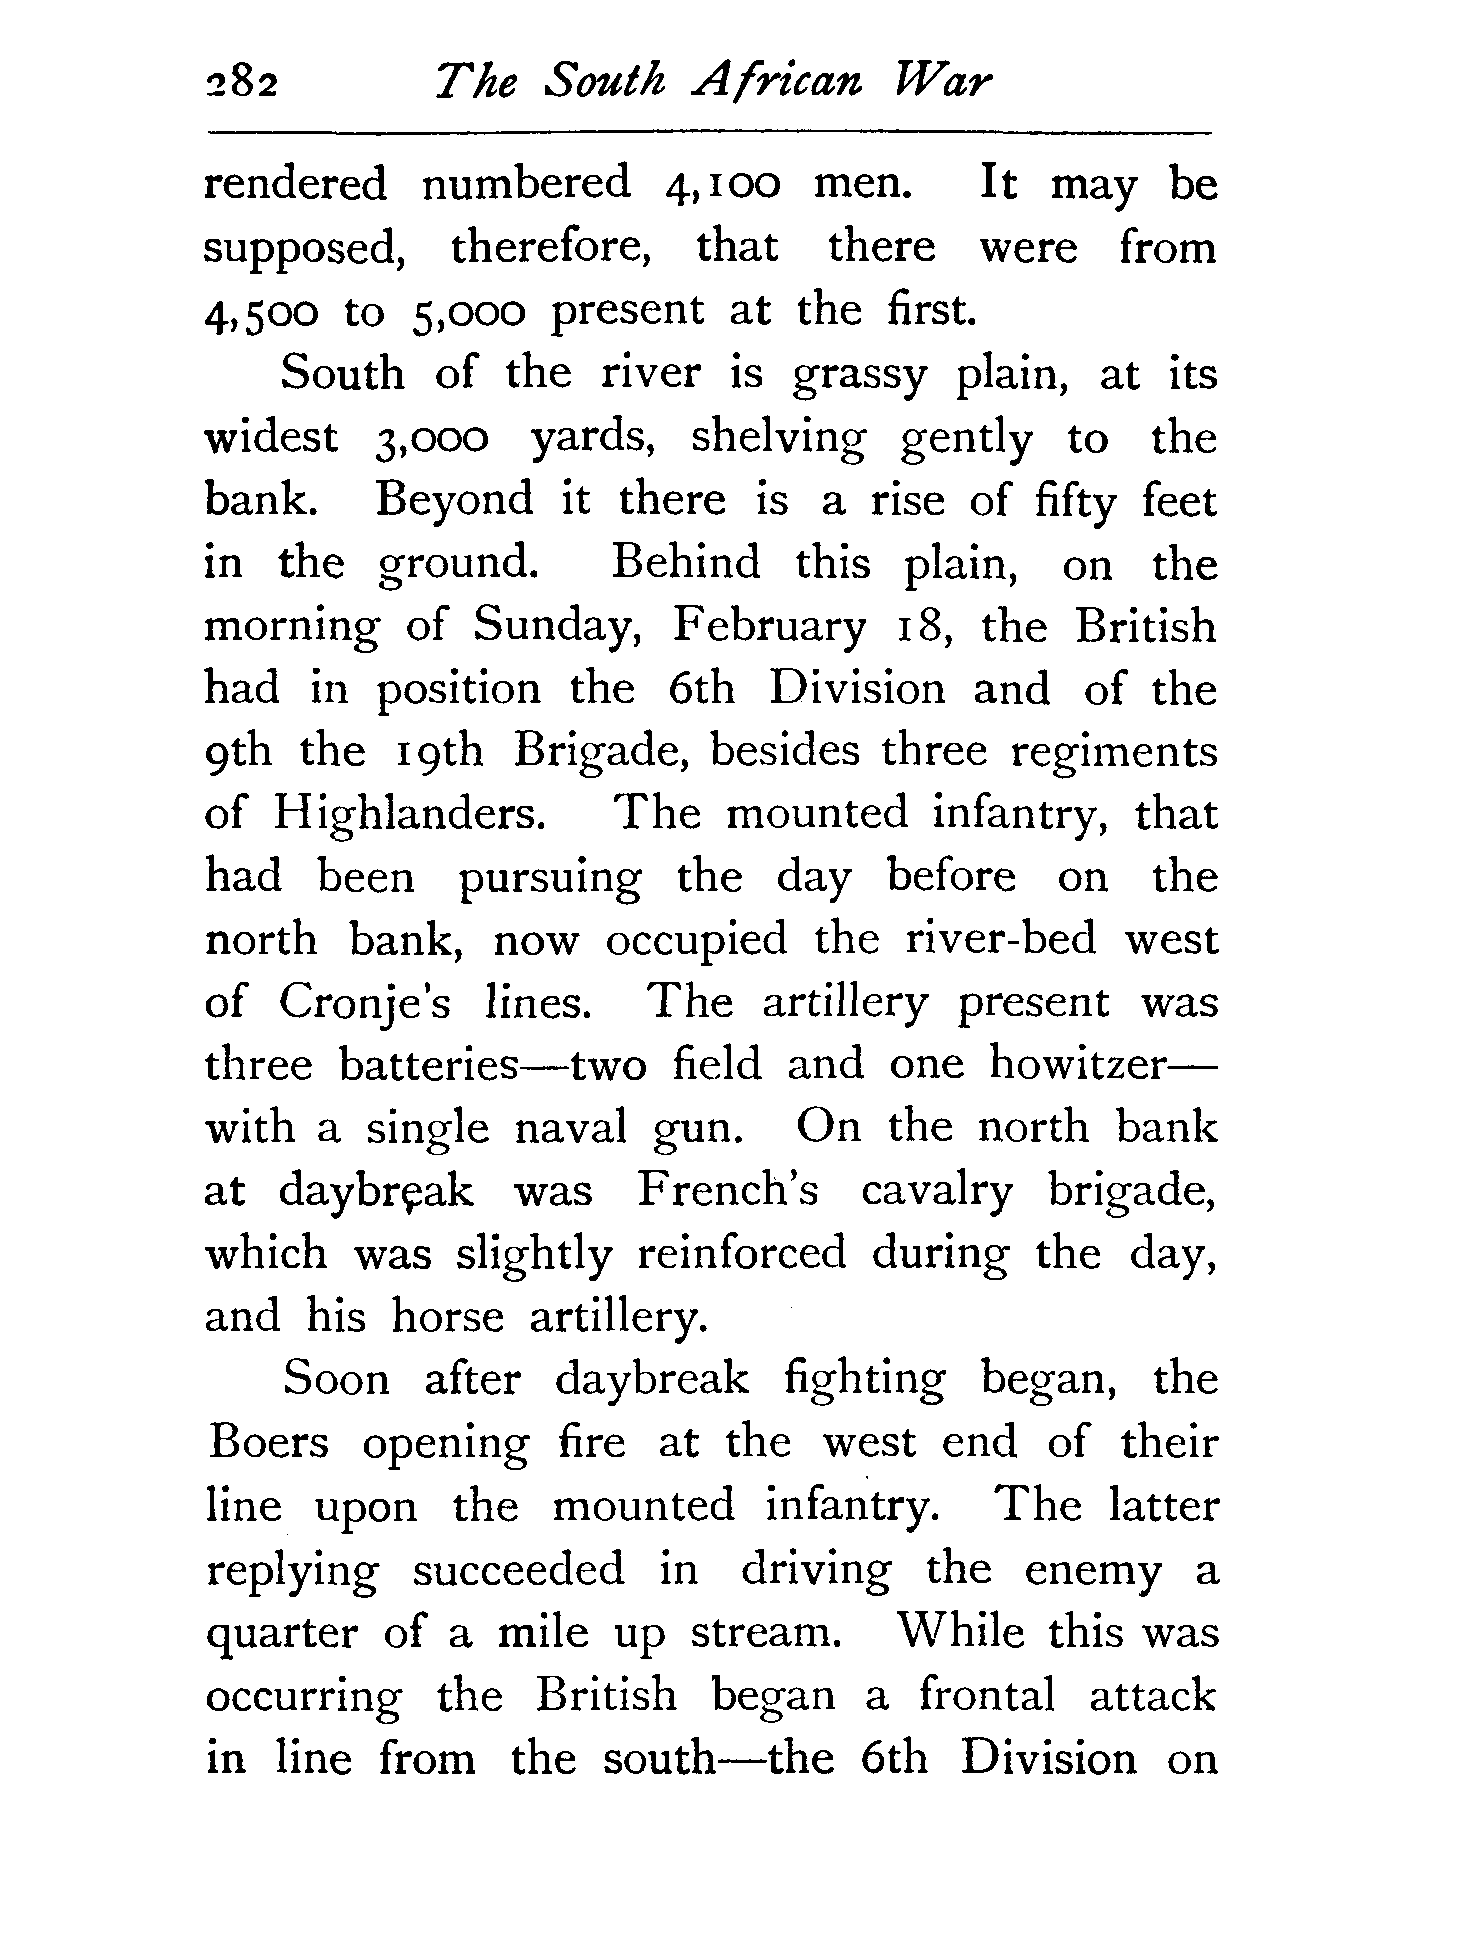 282 The South African War
rendered numbered 4,100 men. It may be
supposed, therefore, that there were from
4,500 to 5,000 present at the first.
South of the river is grassy plain, at its
widest 3,000 yards, shelving gently to the
bank. Beyond it there is a rise of fifty feet
in the ground. Behind this plain, on the
morning of Sunday, February 18, the British
had in position the 6th Division and of the
9th the 19th Brigade, besides three regiments
of Highlanders. The mounted infantry, that
had been pursuing the day before on the
north bank, now occupied the river-bed west
of Cronje's lines. The artillery present was
three batteries—two field and one howitzer—
with a single naval gun. On the north bank
at daybreak was French's cavalry brigade,
which was slightly reinforced during the day,
and his horse artillery.
Soon after daybreak fighting began, the
Boers opening fire at the west end of their
line upon the mounted infantry. The latter
replying succeeded in driving the enemy a
quarter of a mile up stream. While this was
occurring the British began a frontal attack
in line from the south—the 6th Division on